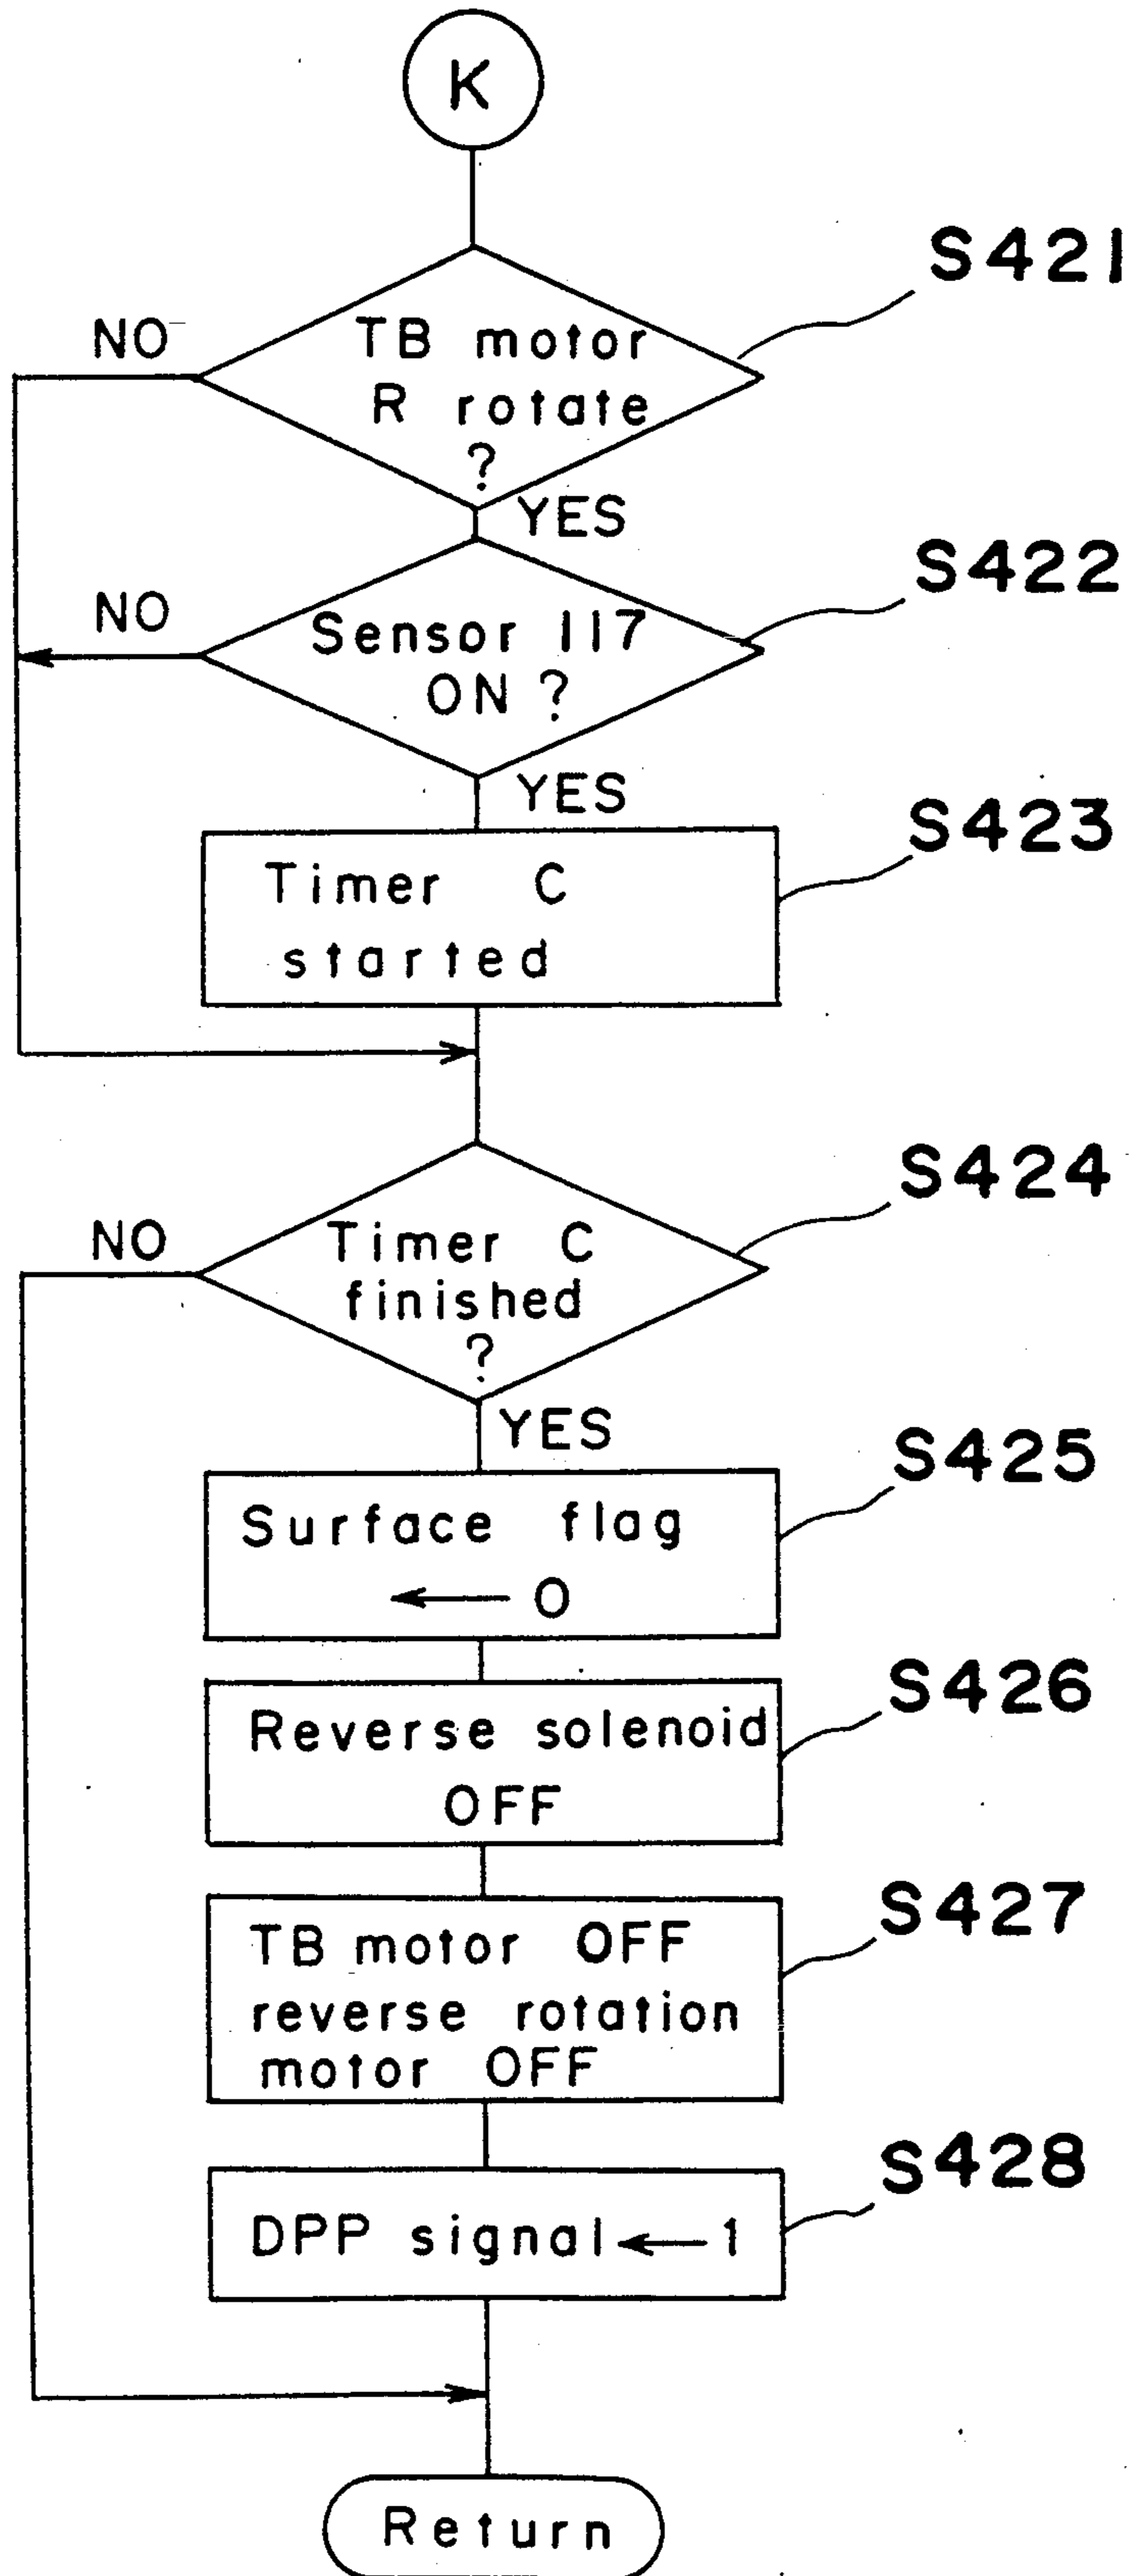 K
S421
NO
TB motor
R rotate
?
YES
S422
NO
Sensor 117
ON ?
YES
S423
Timer C
started
S424
NO
Timer C
finished
?
YES
S425
Surface flag
← 0
S426
Reverse solenoid
OFF
S427
TB motor OFF
reverse rotation
motor OFF
S428
DPP signal ← 1
Return